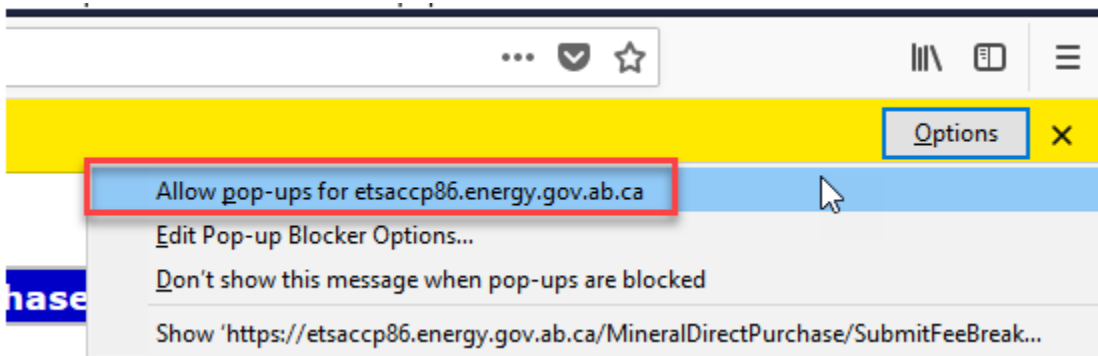 Options
Allow pop-ups for etsaccp86.energy.gov.ab.ca
Edit Pop-up Blocker Options...
Don't show this message when pop-ups are blocked
hase
Show 'https://etsaccp86.energy.gov.ab.ca/MineralDirectPurchase/SubmitFeeBreak...